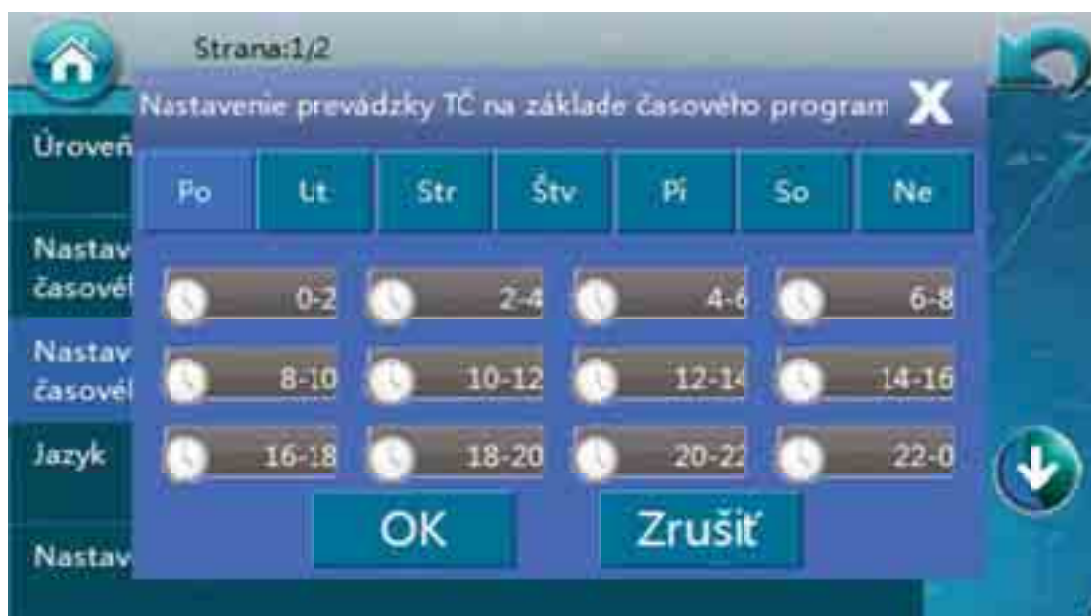 Strana:1/2
Nastavenie prevádzky TČ na základe časového program
X
Úroveň
Po Ut Str Štv Pi So Ne
Nastav
časovél
0-2 2-4 4-6 6-8
Nastav
časovél
8-10 10-12 12-14 14-16
Jazyk
16-18 18-20 20-22 22-0
OK Zrušiť
Nastav